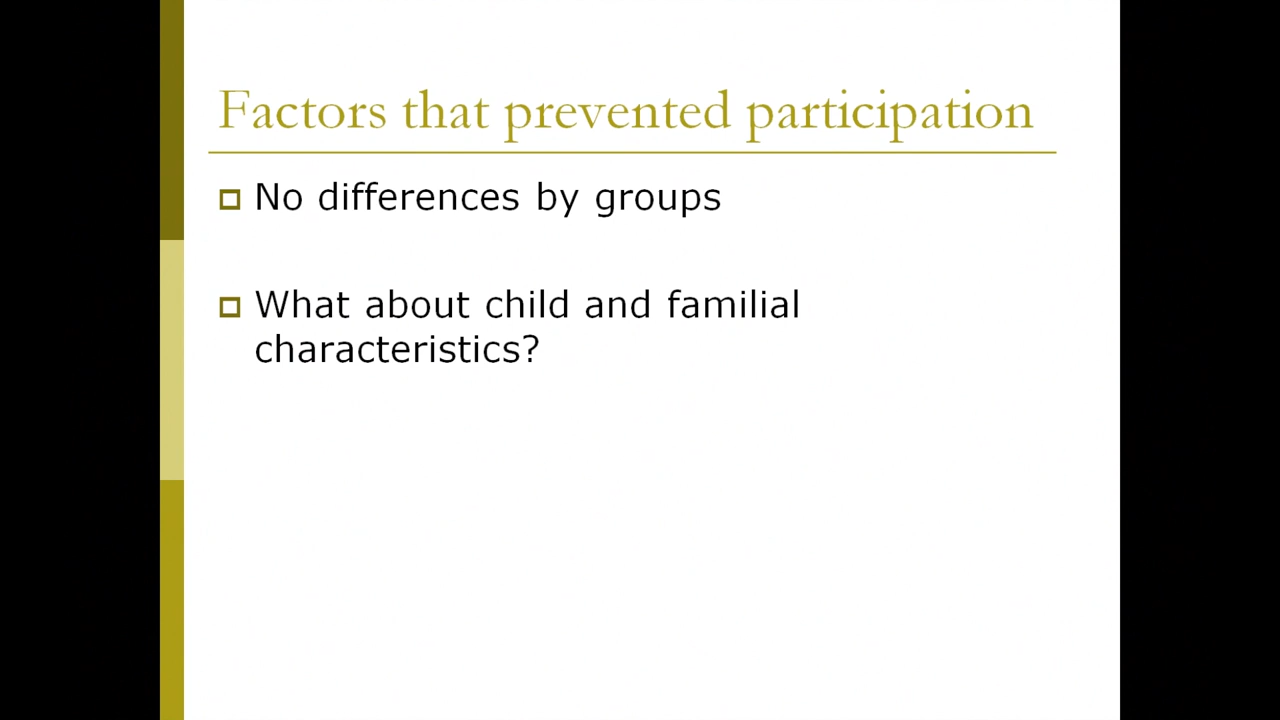 Factors that prevented participation
No differences by groups
What about child and familial
characteristics?